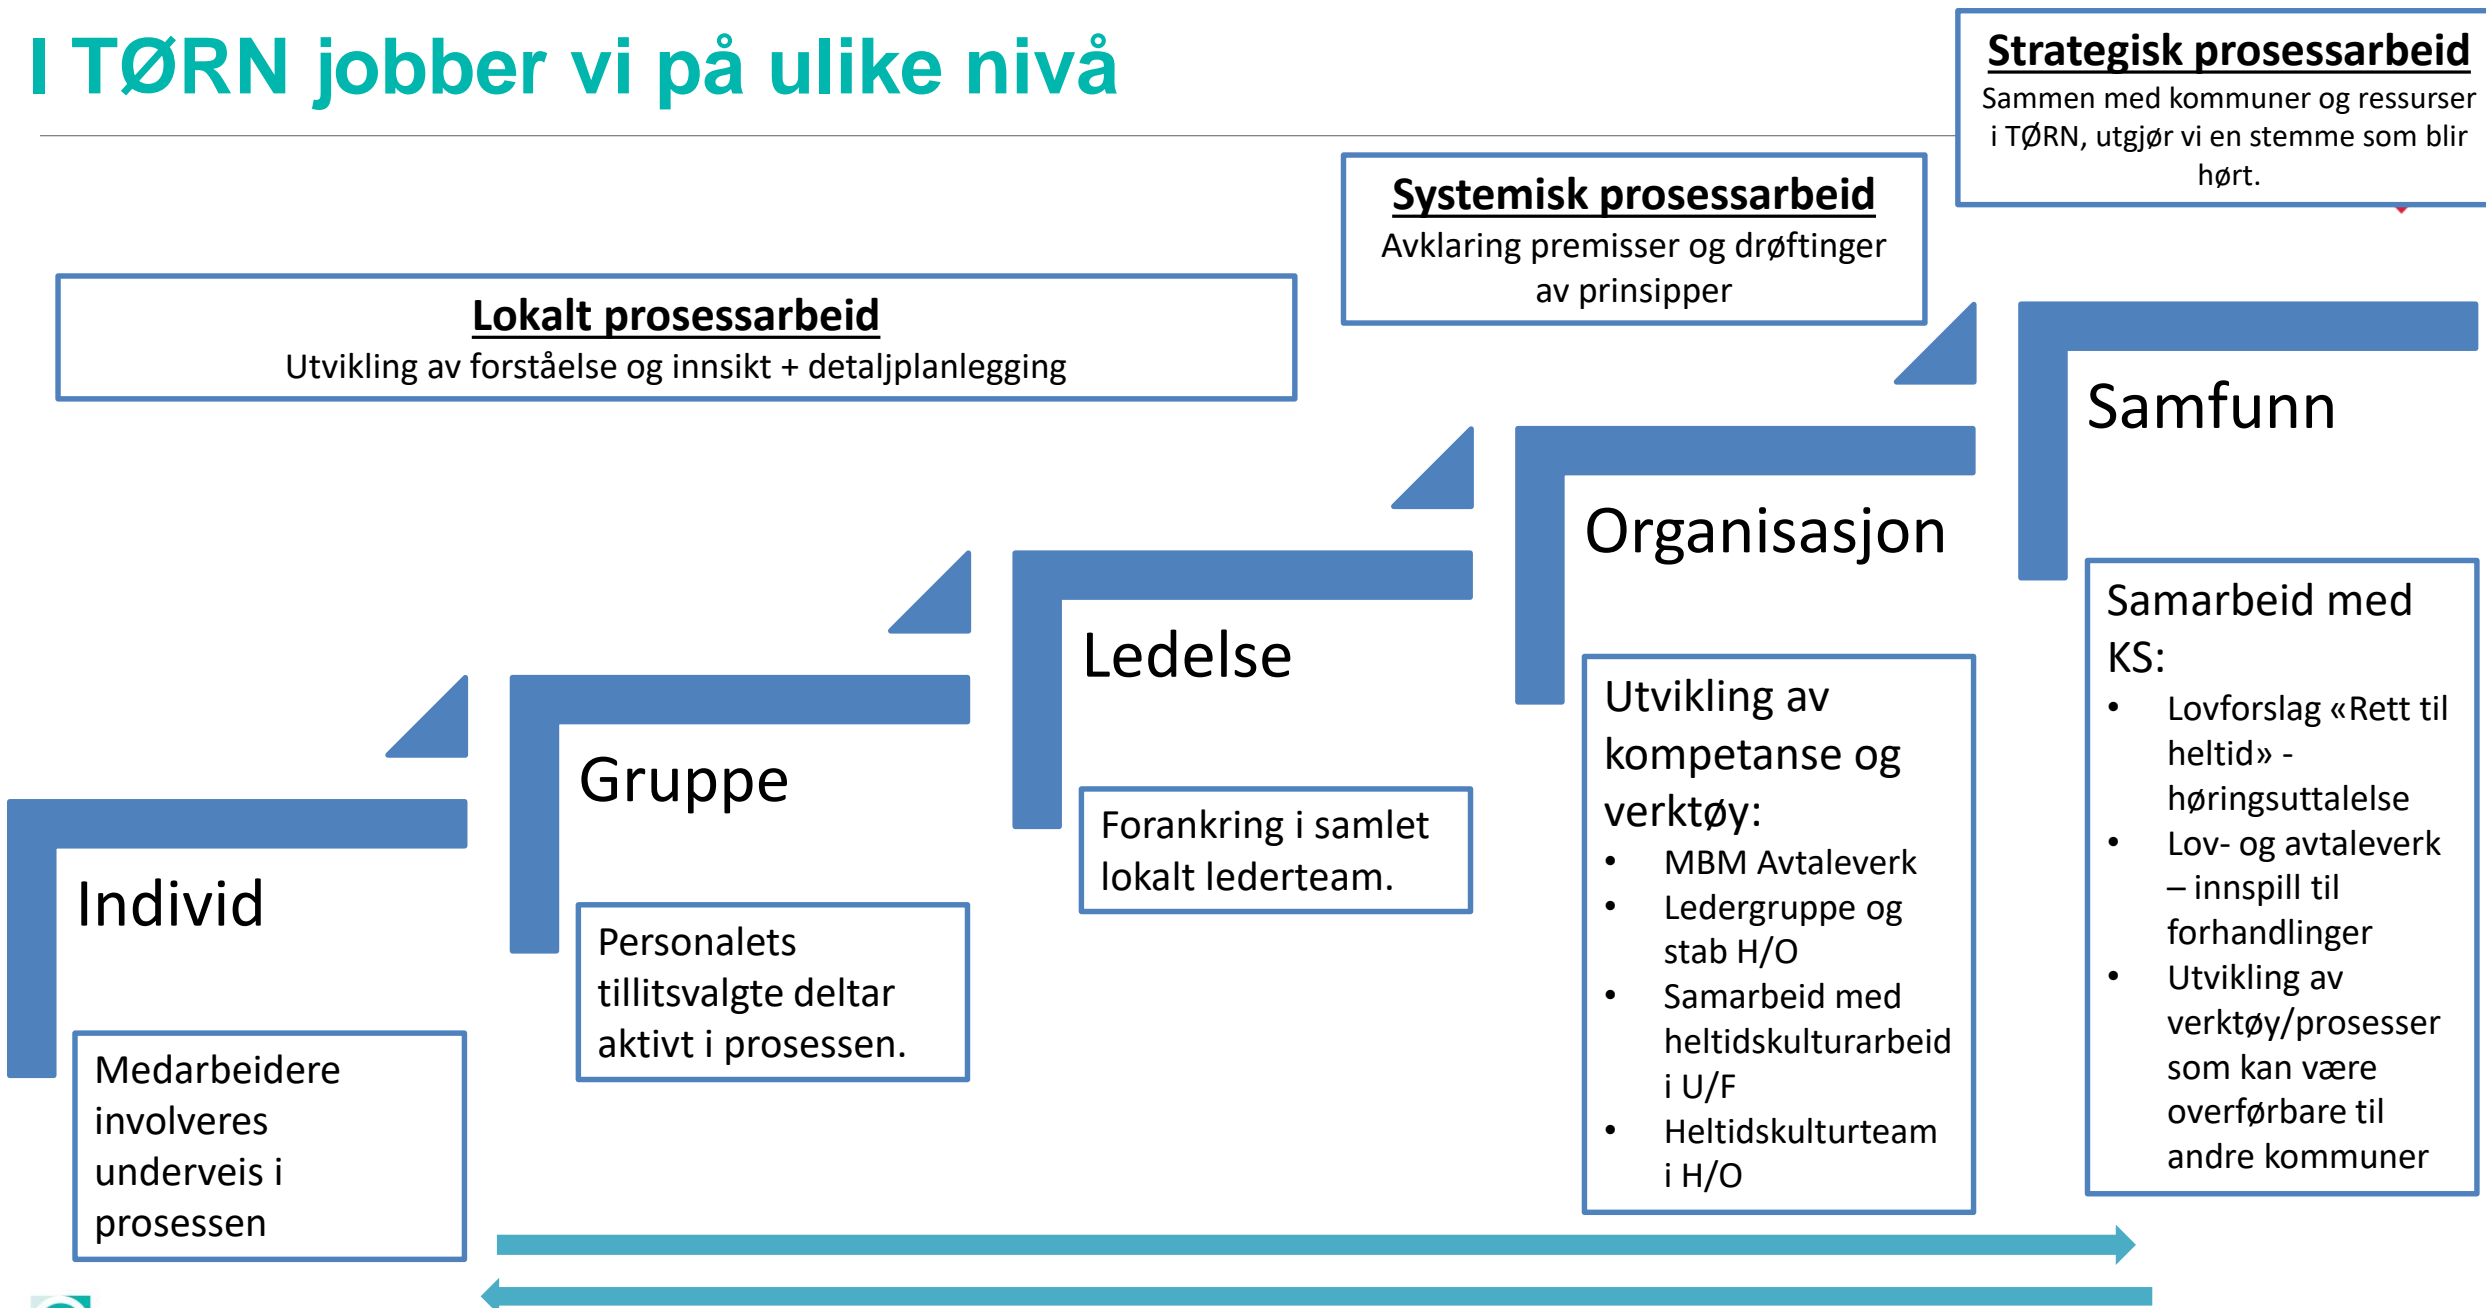 I TØRN jobber vi på ulike nivå
Strategisk prosessarbeid
Sammen med kommuner og ressurser
i TØRN, utgjør vi en stemme som blir
hørt.
Systemisk prosessarbeid
Avklaring premisser og drøftinger
av prinsipper
Lokalt prosessarbeid
Utvikling av forståelse og innsikt + detaljplanlegging
Individ
Medarbeidere
involveres
underveis i
prosessen
Gruppe
Personalets
tillitsvalgte deltar
aktivt i prosessen.
Ledelse
Forankring i samlet
lokalt lederteam.
Organisasjon
Utvikling av
kompetanse og
verktøy:
• MBM Avtaleverk
• Ledergruppe og
stab H/O
• Samarbeid med
heltidskulturarbeid
i U/F
• Heltidskulturteam
i H/O
Samfunn
Samarbeid med
KS:
• Lovforslag «Rett til
heltid» -
høringsuttalelse
• Lov- og avtaleverk
– innspill til
forhandlinger
• Utvikling av
verktøy/prosesser
som kan være
overførbare til
andre kommuner